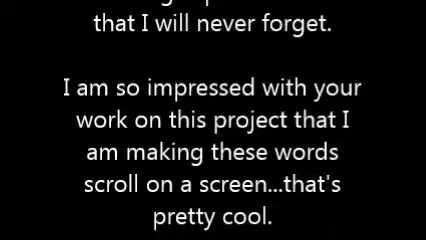 that I will never forget.
I am so impressed with your
work on this project that I
am making these words
scroll on a screen...that's
pretty cool.